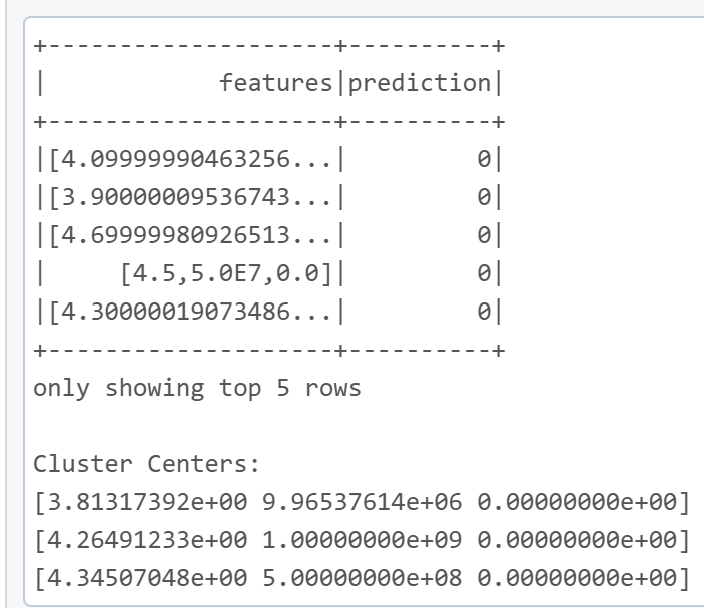 +--------------------+----------+
|            features|prediction|
+--------------------+----------+
|[4.09999990463256...|         0|
|[3.90000009536743...|         0|
|[4.69999980926513...|         0|
|    [4.5,5.0E7,0.0]|         0|
|[4.30000019073486...|         0|
+--------------------+----------+
only showing top 5 rows

Cluster Centers:
[3.81317392e+00 9.96537614e+06 0.00000000e+00]
[4.26491233e+00 1.00000000e+09 0.00000000e+00]
[4.34507048e+00 5.00000000e+08 0.00000000e+00]